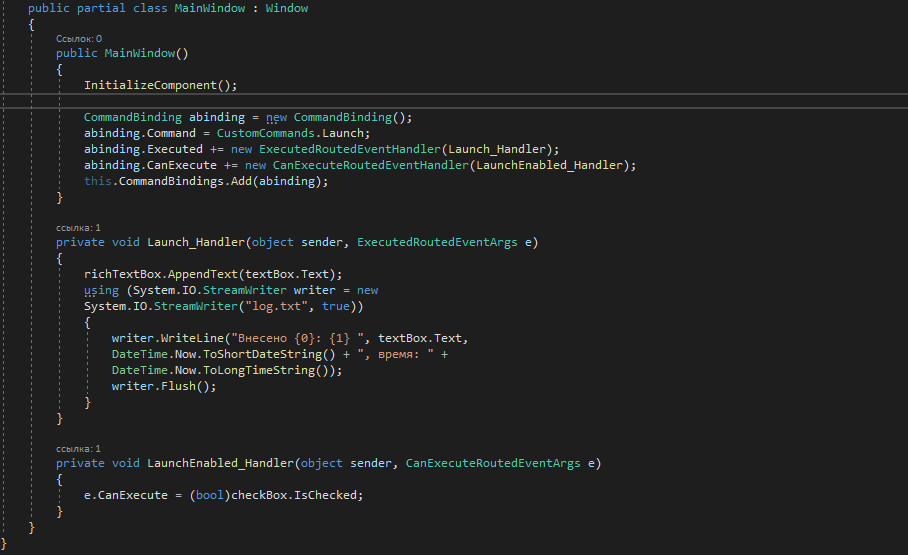 public partial class MainWindow : Window
{
Ссылок: 0
public MainWindow()
{
InitializeComponent();
CommandBinding abinding = new CommandBinding();
abinding.Command = CustomCommands.Launch;
abinding.Executed += new ExecutedRoutedEventHandler(Launch_Handler);
abinding.CanExecute += new CanExecuteRoutedEventHandler(LaunchEnabled_Handler);
this.CommandBindings.Add(abinding);
}
ссылка: 1
private void Launch_Handler(object sender, ExecutedRoutedEventArgs e)
{
richTextBox.AppendText(textBox.Text);
using (System.IO.StreamWriter writer = new
System.IO.StreamWriter("log.txt", true))
{
writer.WriteLine("Внесено {0}: {1} ", textBox.Text,
DateTime.Now.ToShortDateString() + ", время: " +
DateTime.Now.ToLongTimeString());
writer.Flush();
}
}
ссылка: 1
private void LaunchEnabled_Handler(object sender, CanExecuteRoutedEventArgs e)
{
e.CanExecute = (bool)checkBox.IsChecked;
}
}
}